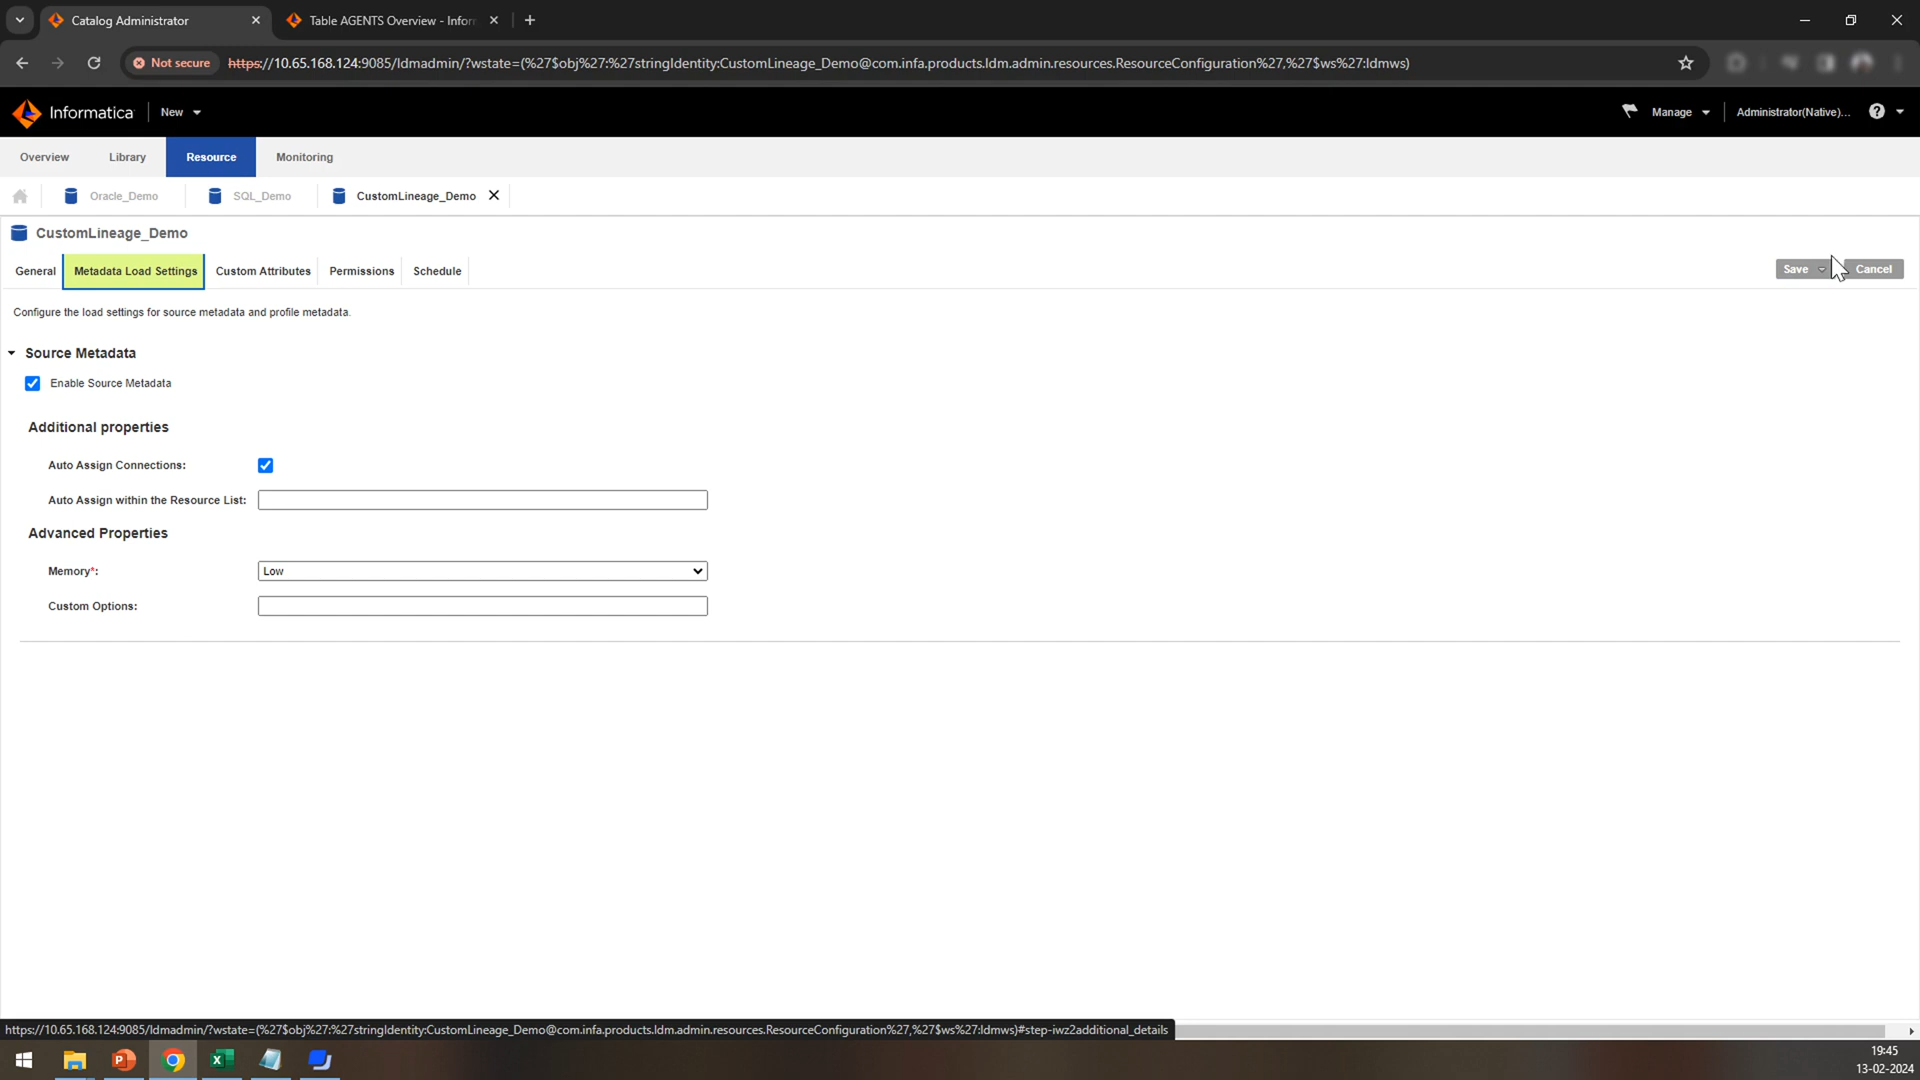 Catalog Administrator
Table AGENTS Overview - Infor
Not secure
https://10.65.168.124:9085/ldmadmin/?wstate=(%27$obj%27:%27stringIdentity:CustomLineage_Demo@com.infa.products.ldm.admin.resources.ResourceConfiguration%27,%27$ws%27:ldmws)
Informatica
New
Manage
Administrator(Native)...
Overview
Library
Resource
Monitoring
Oracle_Demo
SQL_Demo
CustomLineage_Demo
CustomLineage_Demo
General
Metadata Load Settings
Custom Attributes
Permissions
Schedule
Save
Cancel
Configure the load settings for source metadata and profile metadata.
Source Metadata
Enable Source Metadata
Additional properties
Auto Assign Connections:
Auto Assign within the Resource List:
Advanced Properties
Memory*:
Low
Custom Options:
https://10.65.168.124:9085/ldmadmin/?wstate=(%27$obj%27:%27stringIdentity:CustomLineage_Demo@com.infa.products.ldm.admin.resources.ResourceConfiguration%27,%27$ws%27:ldmws)#step-iwz2additional_details
19:45
13-02-2024